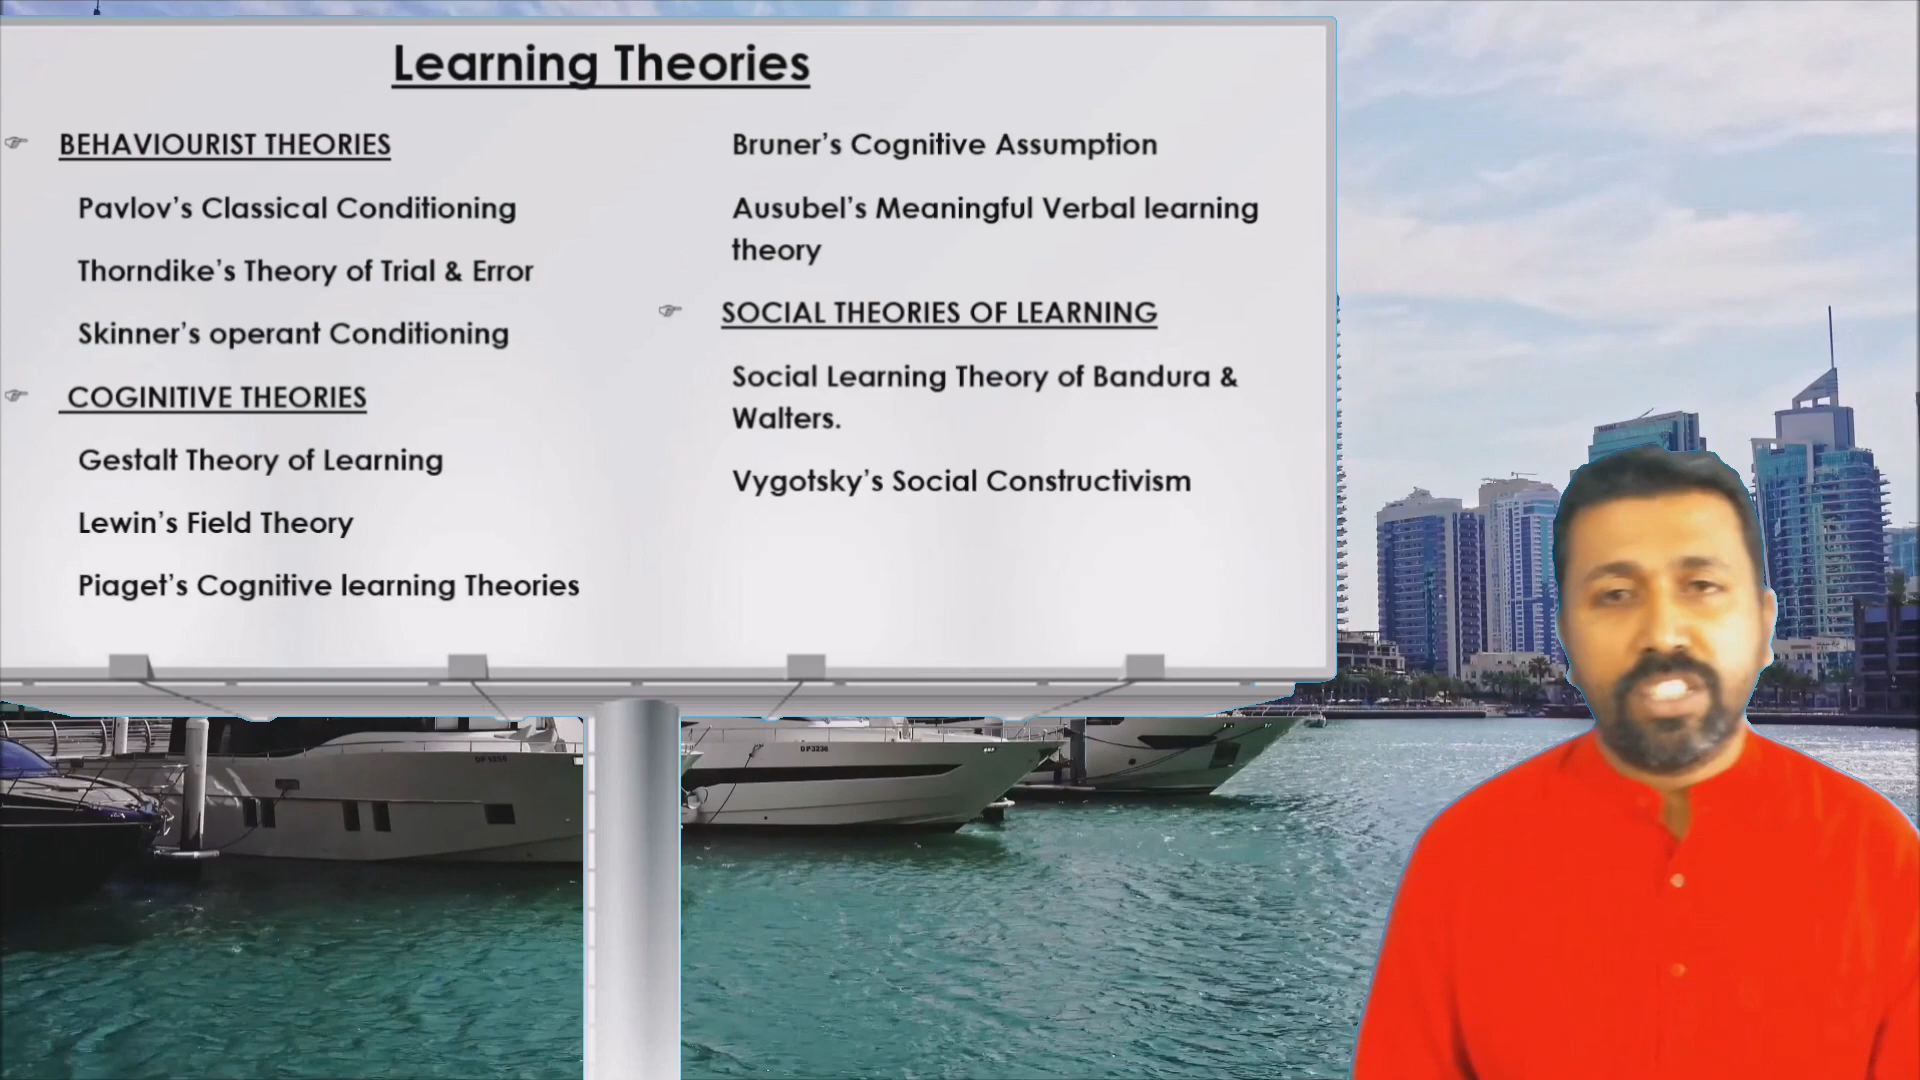 Learning Theories
BEHAVIOURIST THEORIES
Pavlov's Classical Conditioning
Thorndike's Theory of Trial & Error
Skinner's operant Conditioning
COGINITIVE THEORIES
Gestalt Theory of Learning
Lewin's Field Theory
Piaget's Cognitive learning Theories
Bruner's Cognitive Assumption
Ausubel's Meaningful Verbal learning
theory
SOCIAL THEORIES OF LEARNING
Social Learning Theory of Bandura &
Walters.
Vygotsky's Social Constructivism
DP3236